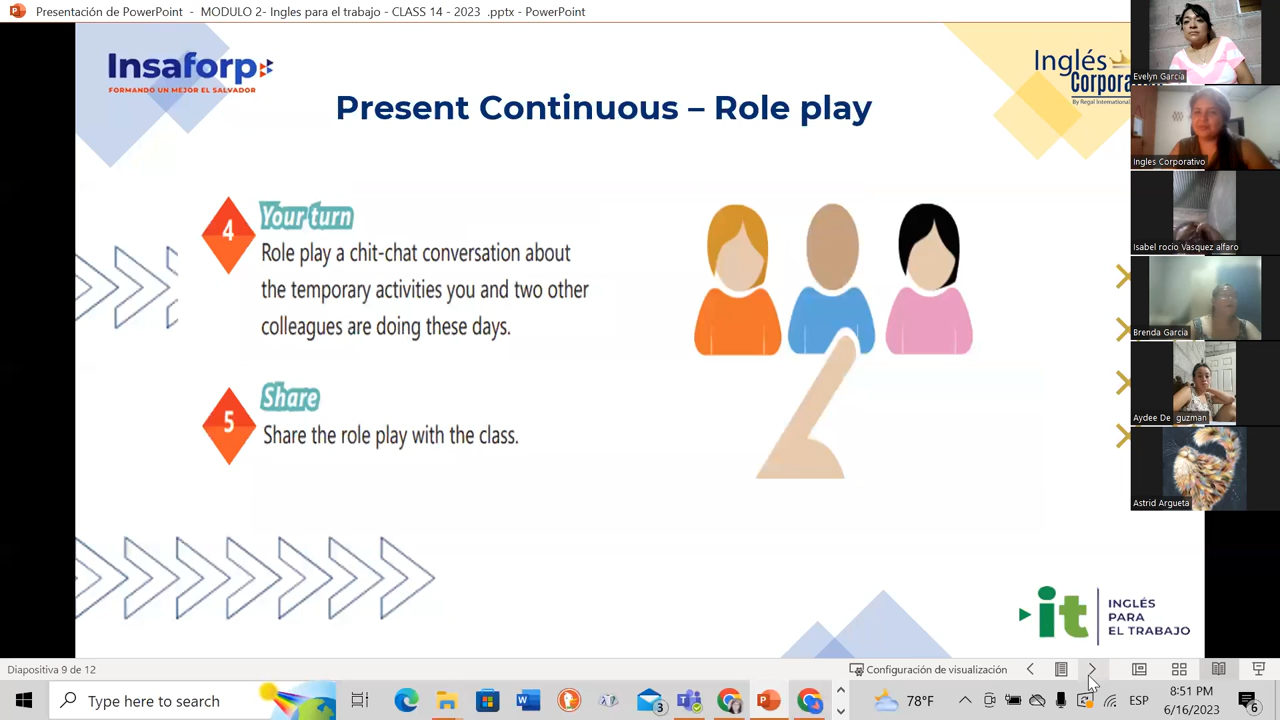 Presentación de PowerPoint - MODULO 2- Ingles para el trabajo - CLASS 14 - 2023 .pptx - PowerPoint
Insaforp
FORMANDO UN MEJOR EL SALVADOR
Inglés
Corpora
By Regal International
Present Continuous – Role play
4
Your turn
Role play a chit-chat conversation about
the temporary activities you and two other
colleagues are doing these days.
5
Share
Share the role play with the class.
Evelyn Garcia
Ingles Corporativo
Isabel rocio Vasquez alfaro
Brenda Garcia
Aydee De guzman
Astrid Argueta
it
INGLÉS
PARA
EL TRABAJO
Diapositiva 9 de 12
Configuración de visualización
Type here to search
3
78°F
ESP
8:51 PM
6/16/2023
6